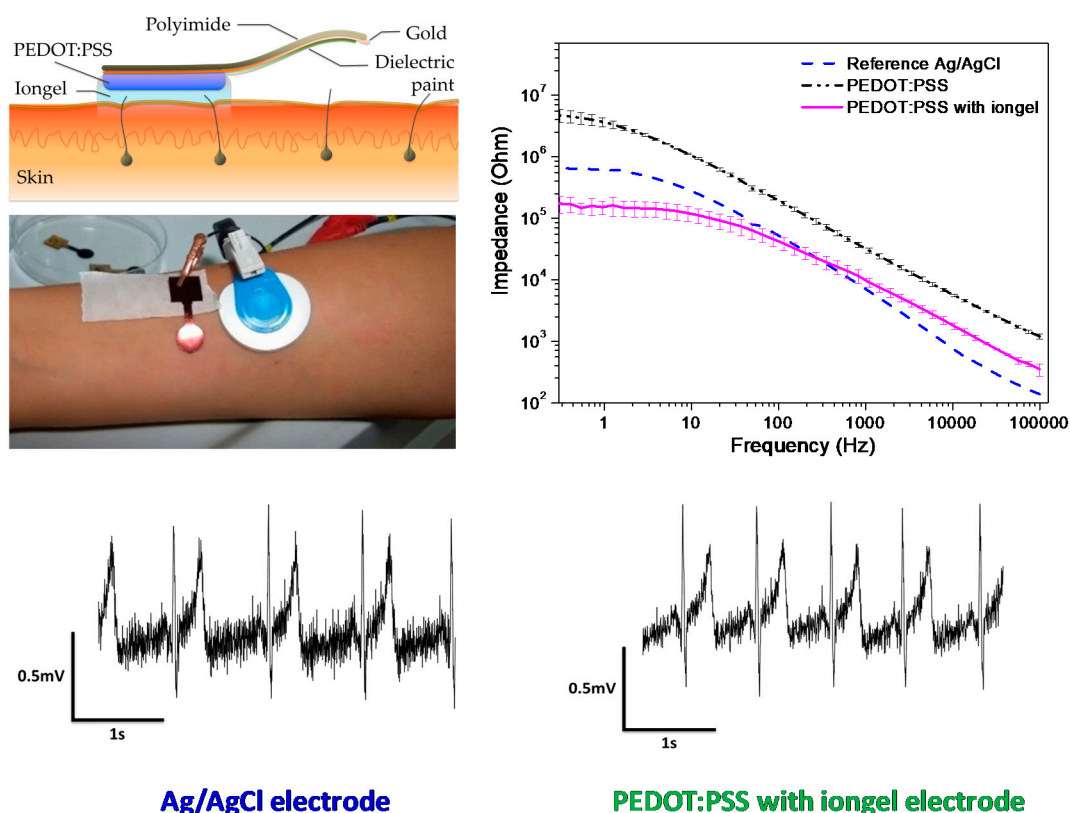 Polyimide
Gold
PEDOT:PSS
Dielectric
paint
Iongel
Skin
Impedance (Ohm)
10⁷
10⁶
10⁵
10⁴
10³
10²
Reference Ag/AgCl
PEDOT:PSS
PEDOT:PSS with iongel
1 10 100 1000 10000 100000
Frequency (Hz)
0.5mV
1s
0.5mV
1s
Ag/AgCl electrode
PEDOT:PSS with iongel electrode